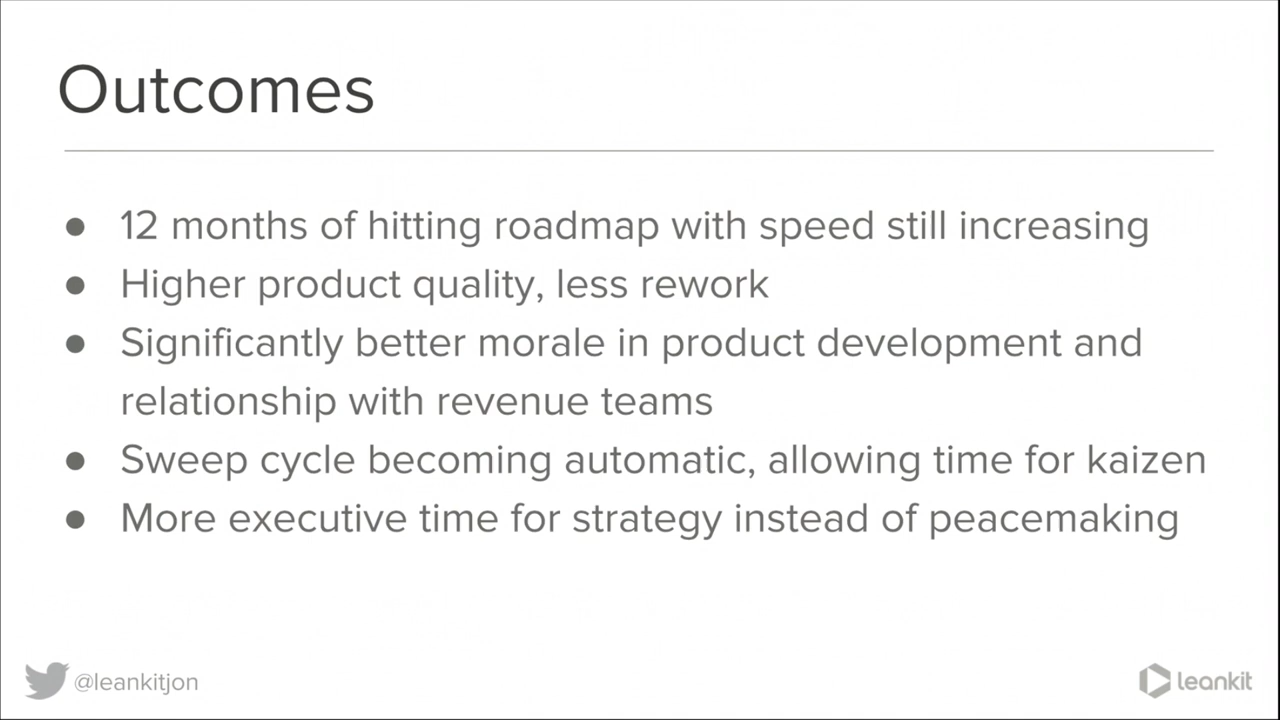 Outcomes
● 12 months of hitting roadmap with speed still increasing
● Higher product quality, less rework
● Significantly better morale in product development and
relationship with revenue teams
● Sweep cycle becoming automatic, allowing time for kaizen
● More executive time for strategy instead of peacemaking
@leankitjon
leankit